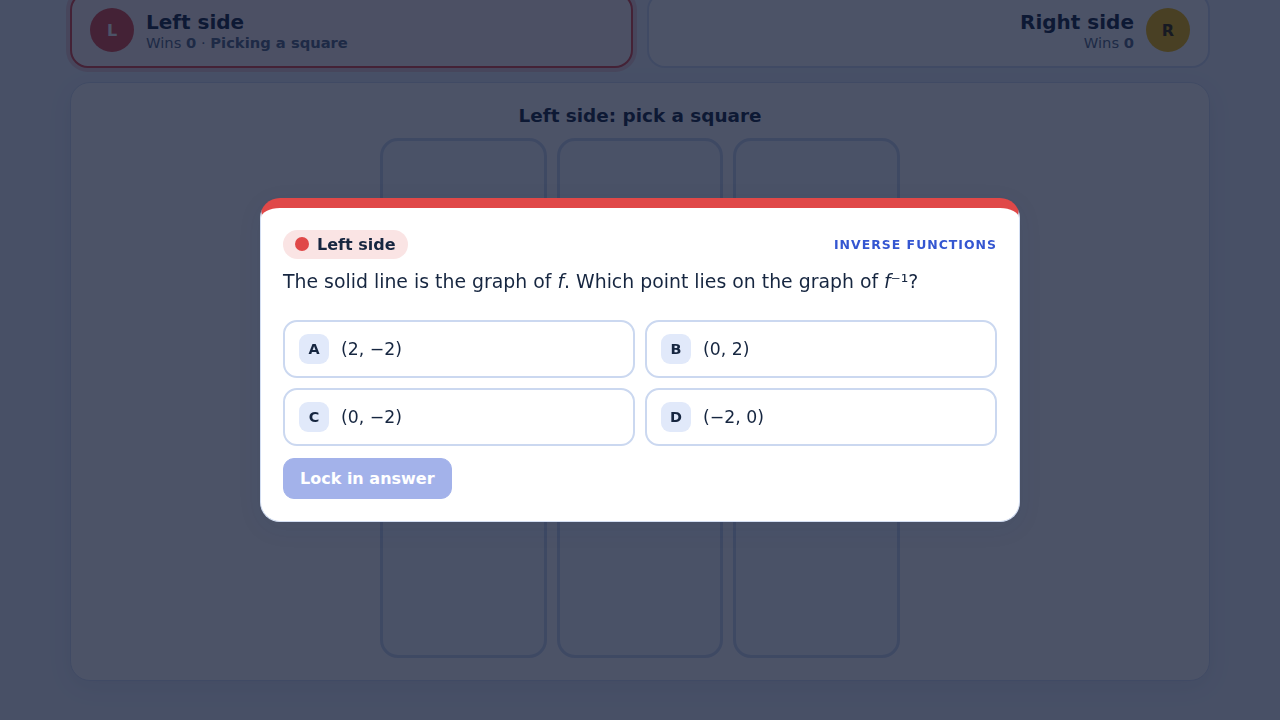 L
Left side
Wins 0 · Picking a square
Right side
Wins 0
R
Left side: pick a square
Left side
INVERSE FUNCTIONS
The solid line is the graph of f. Which point lies on the graph of f⁻¹?
A (2, −2)
B (0, 2)
C (0, −2)
D (−2, 0)
Lock in answer